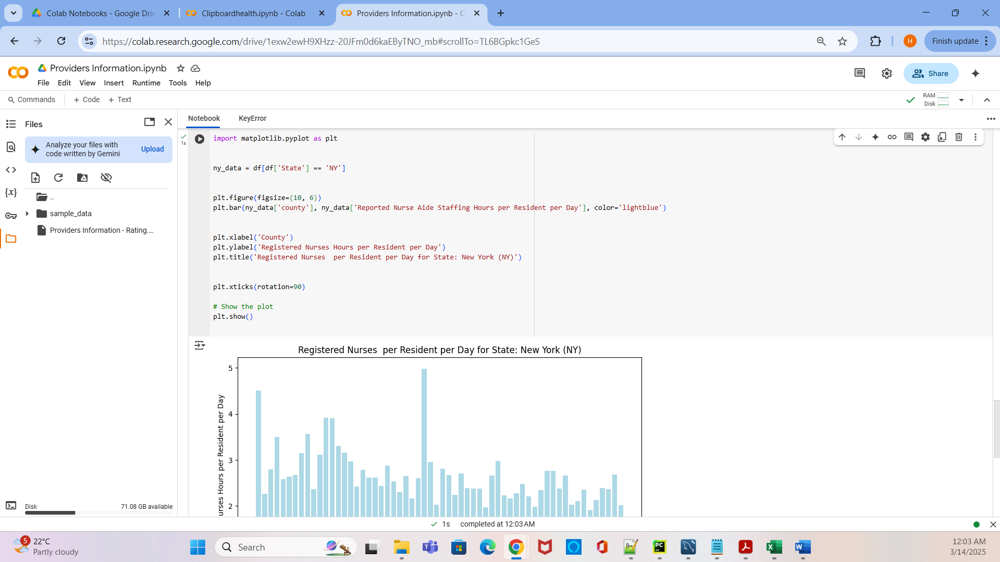 Colab Notebooks - Google Driv
Clipboardhealth.ipynb - Colab
Providers Information.ipynb - C
https://colab.research.google.com/drive/1exw2ewH9XHzz-20JFm0d6kaEByTNO_mb#scrollTo=TL6BGpkc1GeS
H
Finish update
Providers Information.ipynb
File Edit View Insert Runtime Tools Help
Share
Commands + Code + Text
RAM
Disk
Files
Notebook KeyError
Analyze your files with
code written by Gemini
Upload
..
sample_data
Providers Information - Rating....
1s
import matplotlib.pyplot as plt
ny_data = df[df['State'] == 'NY']
plt.figure(figsize=(10, 6))
plt.bar(ny_data['county'], ny_data['Reported Nurse Aide Staffing Hours per Resident per Day'], color='lightblue')
plt.xlabel('County')
plt.ylabel('Registered Nurses Hours per Resident per Day')
plt.title('Registered Nurses  per Resident per Day for State: New York (NY)')
plt.xticks(rotation=90)
# Show the plot
plt.show()
Registered Nurses  per Resident per Day for State: New York (NY)
5
4
3
2
urses Hours per Resident per Day
Disk 71.08 GB available
1s completed at 12:03 AM
5
22°C
Partly cloudy
Search
12:03 AM
3/14/2025